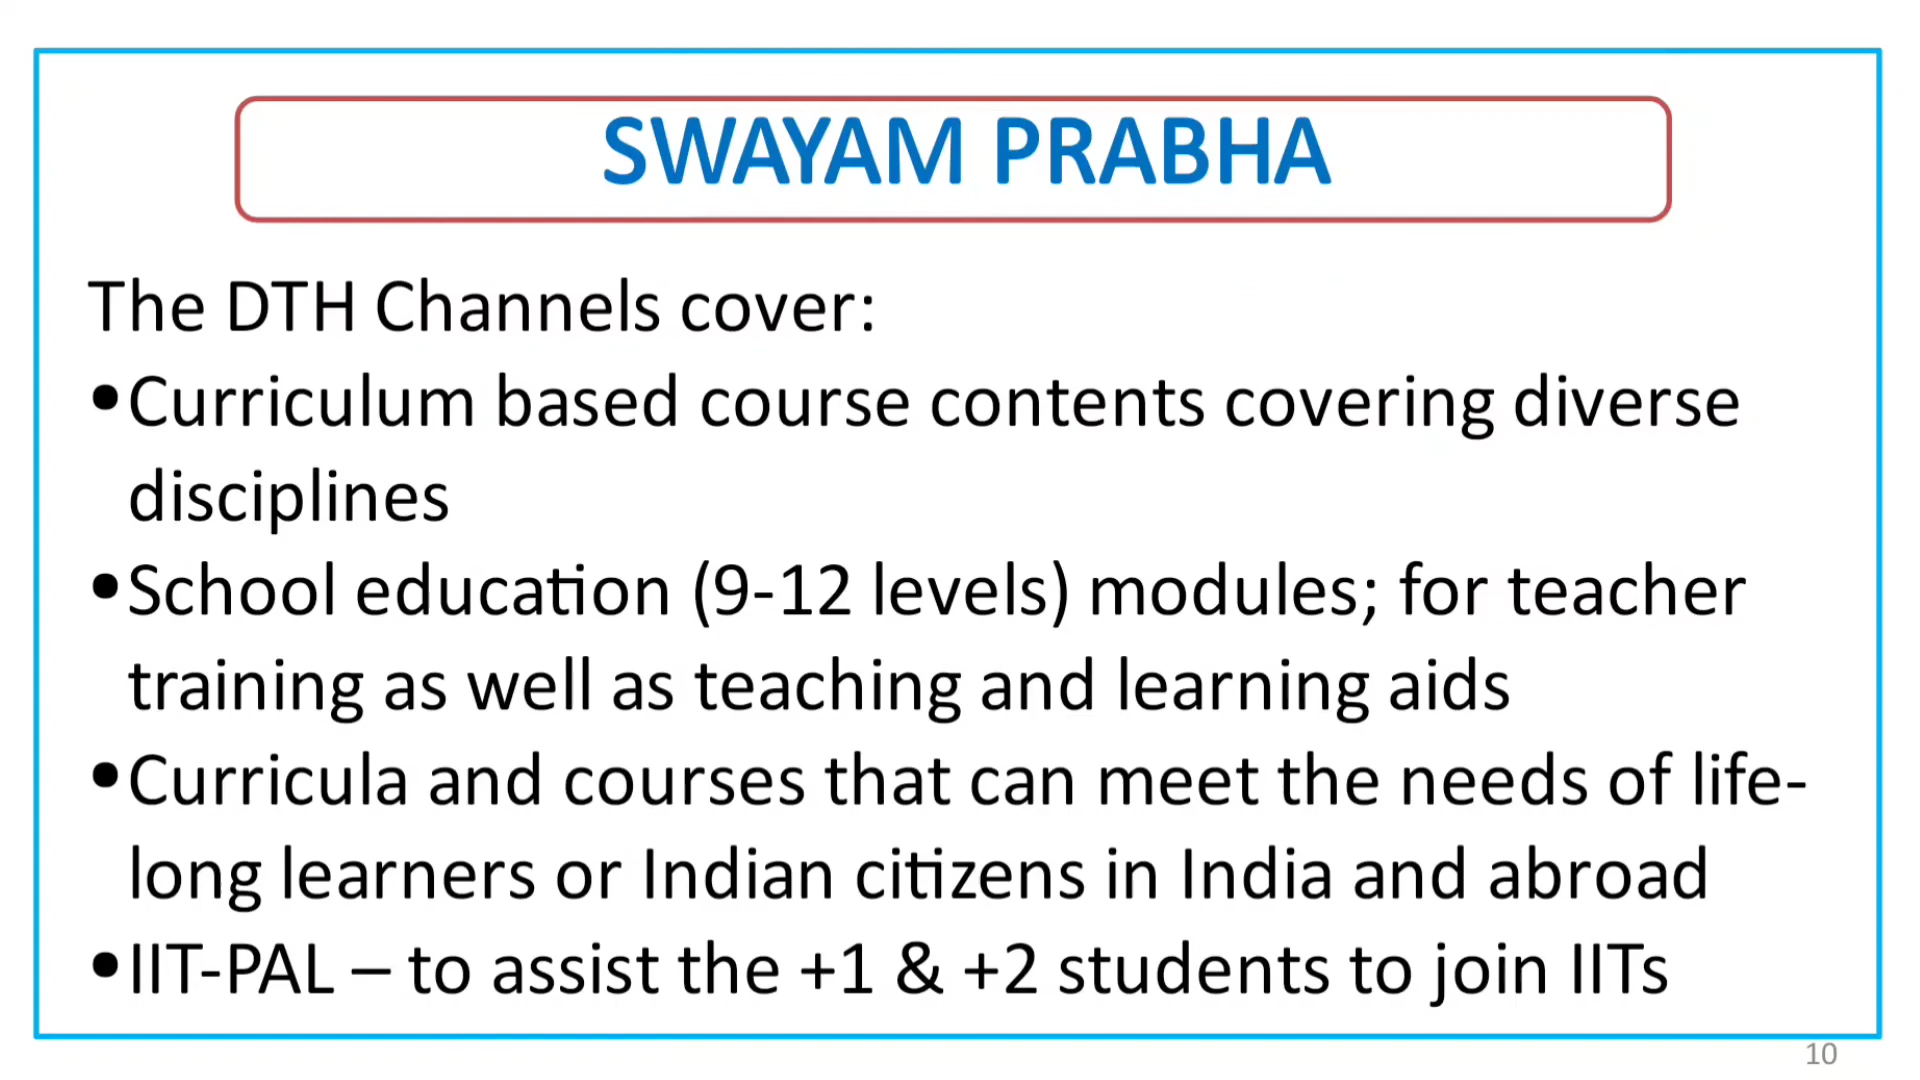 SWAYAM PRABHA
The DTH Channels cover:
•Curriculum based course contents covering diverse
disciplines
•School education (9-12 levels) modules; for teacher
training as well as teaching and learning aids
•Curricula and courses that can meet the needs of life-
long learners or Indian citizens in India and abroad
•IIT-PAL – to assist the +1 & +2 students to join IITs
10